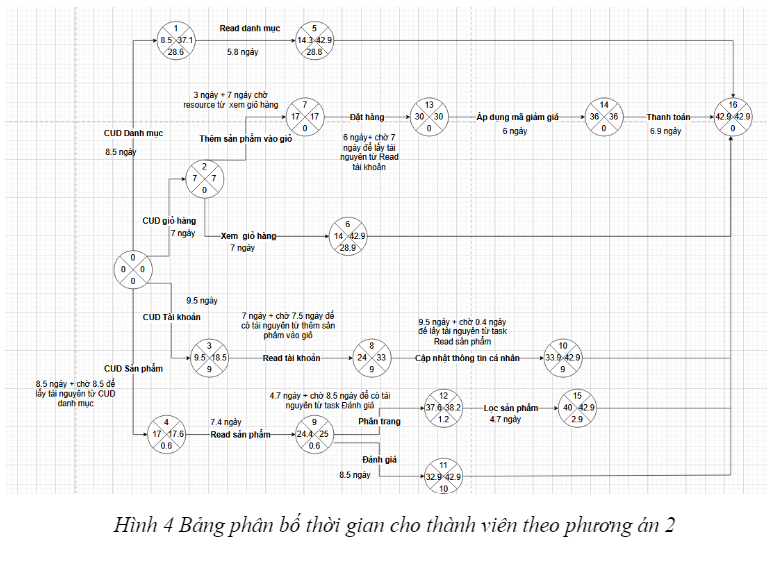 Read danh mục
1
8.5 37.1
28.6
5.8 ngày
5
14.3 42.9
28.8
3 ngày + 7 ngày chờ
resource từ xem giỏ hàng
CUD Danh mục
8.5 ngày
Thêm sản phẩm vào giỏ
7
17 17
0
Đặt hàng
6 ngày+ chờ 7
ngày để lấy tài
nguyên từ Read
tài khoản
13
30 30
0
Áp dụng mã giảm giá
6 ngày
14
36 36
0
Thanh toán
6.9 ngày
16
42.9 42.9
0
2
7 7
0
CUD giỏ hàng
7 ngày
Xem giỏ hàng
7 ngày
6
14 42.9
28.9
0
0 0
0
9.5 ngày
CUD Tài khoản
3
9.5 18.5
9
7 ngày + chờ 7.5 ngày để
có tài nguyên từ thêm sản
phẩm vào giỏ
Read tài khoản
8
24 33
9
9.5 ngày + chờ 0.4 ngày
để lấy tài nguyên từ task
Read sản phẩm
Cập nhật thông tin cá nhân
10
33.9 42.9
9
CUD Sản phẩm
8.5 ngày + chờ 8.5 để
lấy tài nguyên từ CUD
danh mục
4
17 17.6
0.6
7.4 ngày
Read sản phẩm
9
24.4 25
0.6
4.7 ngày + chờ 8.5 ngày để có tài
nguyên từ task Đánh giá
Phân trang
12
37.6 38.2
1.2
Lọc sản phẩm
4.7 ngày
15
40 42.9
2.9
Đánh giá
8.5 ngày
11
32.9 42.9
10
Hình 4 Bảng phân bố thời gian cho thành viên theo phương án 2